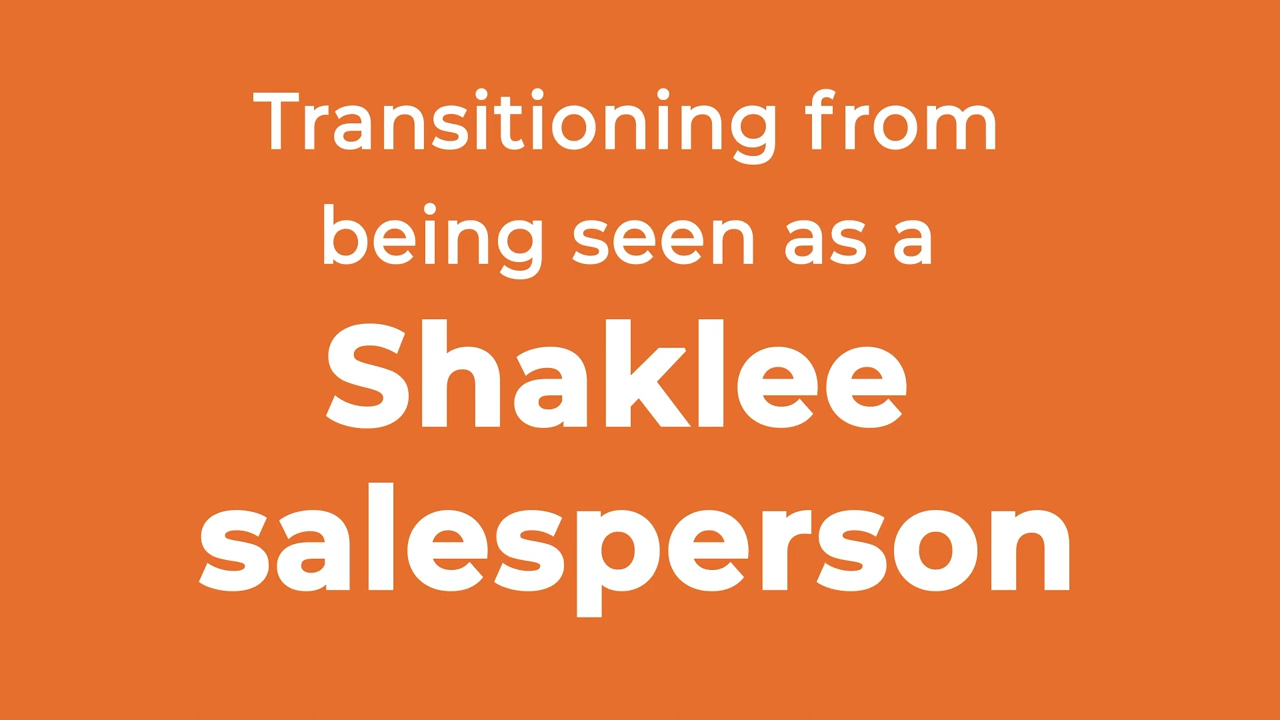 Transitioning from
being seen as a
Shaklee
salesperson